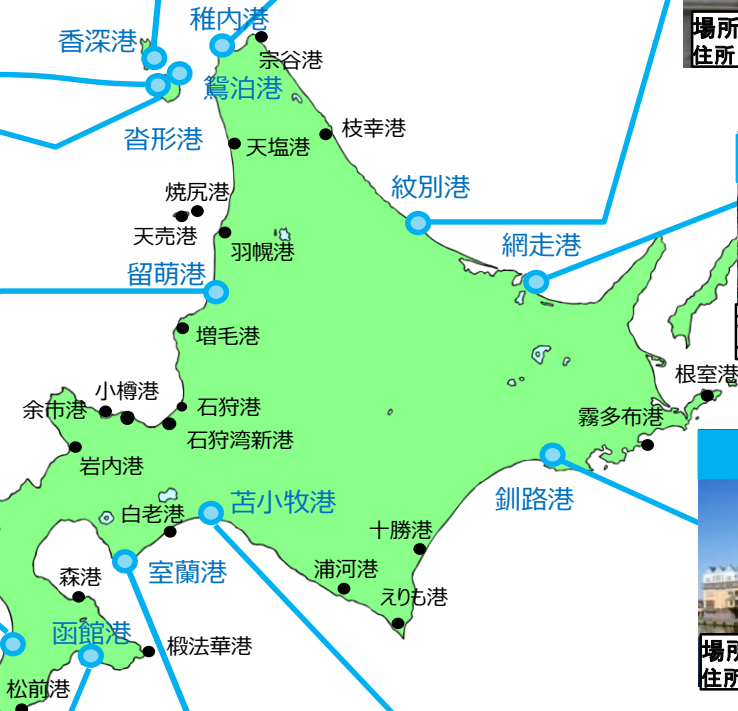 稚内港
香深港
宗谷港
鴛泊港
沓形港
枝幸港
天塩港
焼尻港
紋別港
天売港
羽幌港
網走港
留萌港
増毛港
小樽港
余市港
石狩港
石狩湾新港
岩内港
根室港
霧多布港
釧路港
苫小牧港
白老港
十勝港
室蘭港
浦河港
えりも港
森港
函館港
椴法華港
松前港
場所
住所
場所
住所